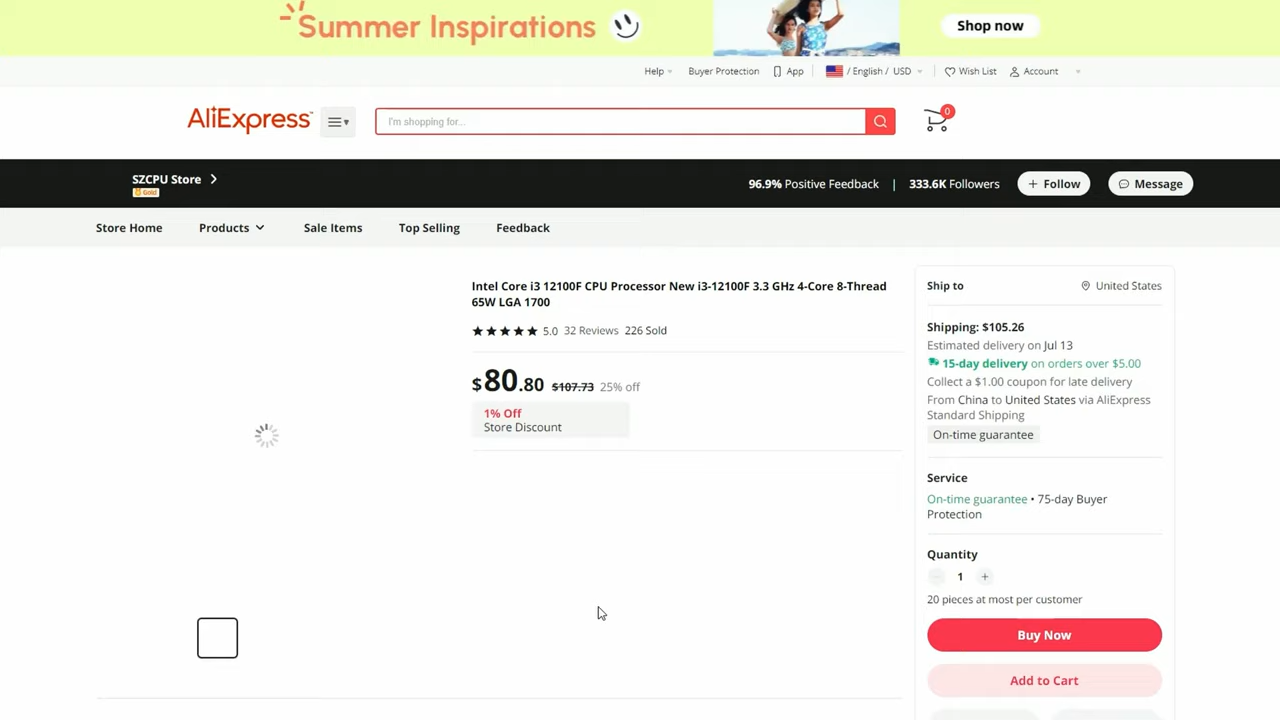 Summer Inspirations
Shop now
Help
Buyer Protection
App
/ English / USD
Wish List
Account
AliExpress
I'm shopping for...
0
SZCPU Store
Gold
96.9% Positive Feedback | 333.6K Followers
+ Follow
Message
Store Home
Products
Sale Items
Top Selling
Feedback
Intel Core i3 12100F CPU Processor New i3-12100F 3.3 GHz 4-Core 8-Thread
65W LGA 1700
5.0 32 Reviews 226 Sold
$80.80 $107.73 25% off
1% Off
Store Discount
Ship to
United States
Shipping: $105.26
Estimated delivery on Jul 13
15-day delivery on orders over $5.00
Collect a $1.00 coupon for late delivery
From China to United States via AliExpress
Standard Shipping
On-time guarantee
Service
On-time guarantee • 75-day Buyer
Protection
Quantity
1
20 pieces at most per customer
Buy Now
Add to Cart